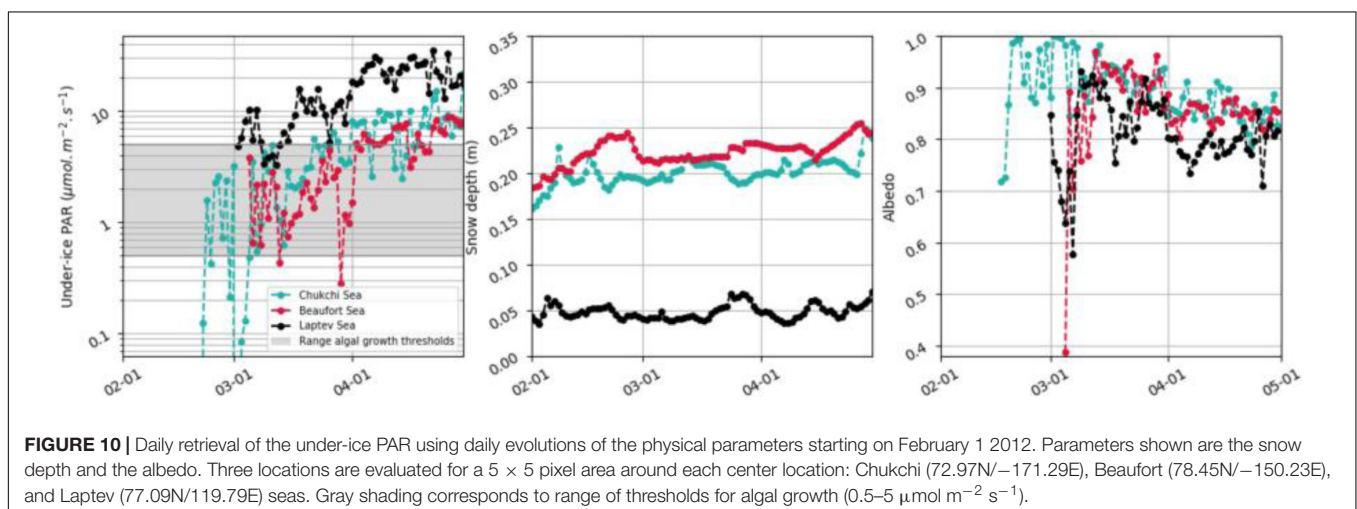 Under-ice PAR (μmol. m⁻². s⁻¹)
10
1
0.1
02-01
03-01
04-01
Chukchi Sea
Beaufort Sea
Laptev Sea
Range algal growth thresholds
Snow depth (m)
0.35
0.30
0.25
0.20
0.15
0.10
0.05
0.00
02-01
03-01
04-01
Albedo
1.0
0.9
0.8
0.7
0.6
0.5
0.4
02-01
03-01
04-01
05-01
FIGURE 10 | Daily retrieval of the under-ice PAR using daily evolutions of the physical parameters starting on February 1 2012. Parameters shown are the snow
depth and the albedo. Three locations are evaluated for a 5 × 5 pixel area around each center location: Chukchi (72.97N/−171.29E), Beaufort (78.45N/−150.23E),
and Laptev (77.09N/119.79E) seas. Gray shading corresponds to range of thresholds for algal growth (0.5–5 μmol m⁻² s⁻¹).